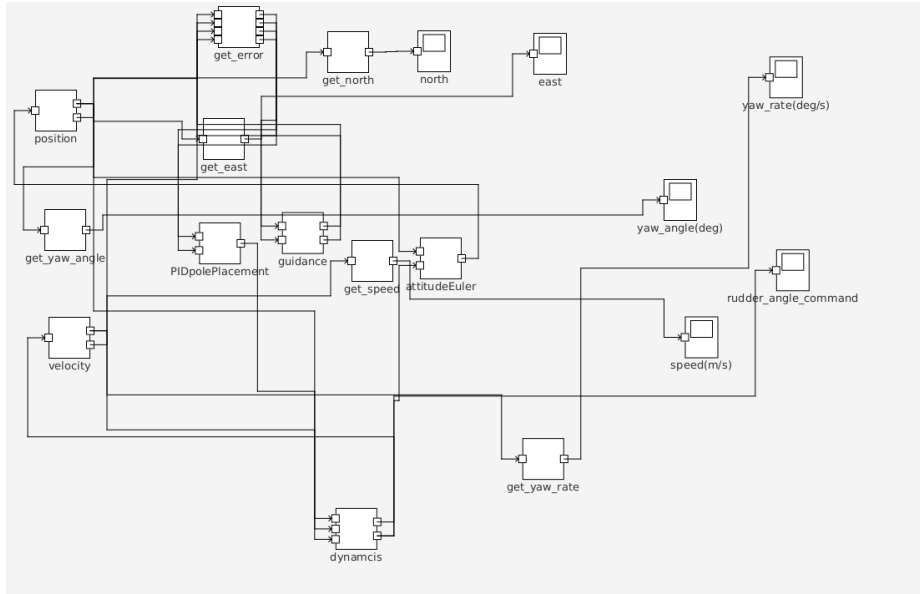 get_error
get_north
north
east
yaw_rate(deg/s)
position
get_east
yaw_angle(deg)
get_yaw_angle
PIDpolePlacement
guidance
get_speed
attitudeEuler
rudder_angle_command
velocity
speed(m/s)
get_yaw_rate
dynamcis